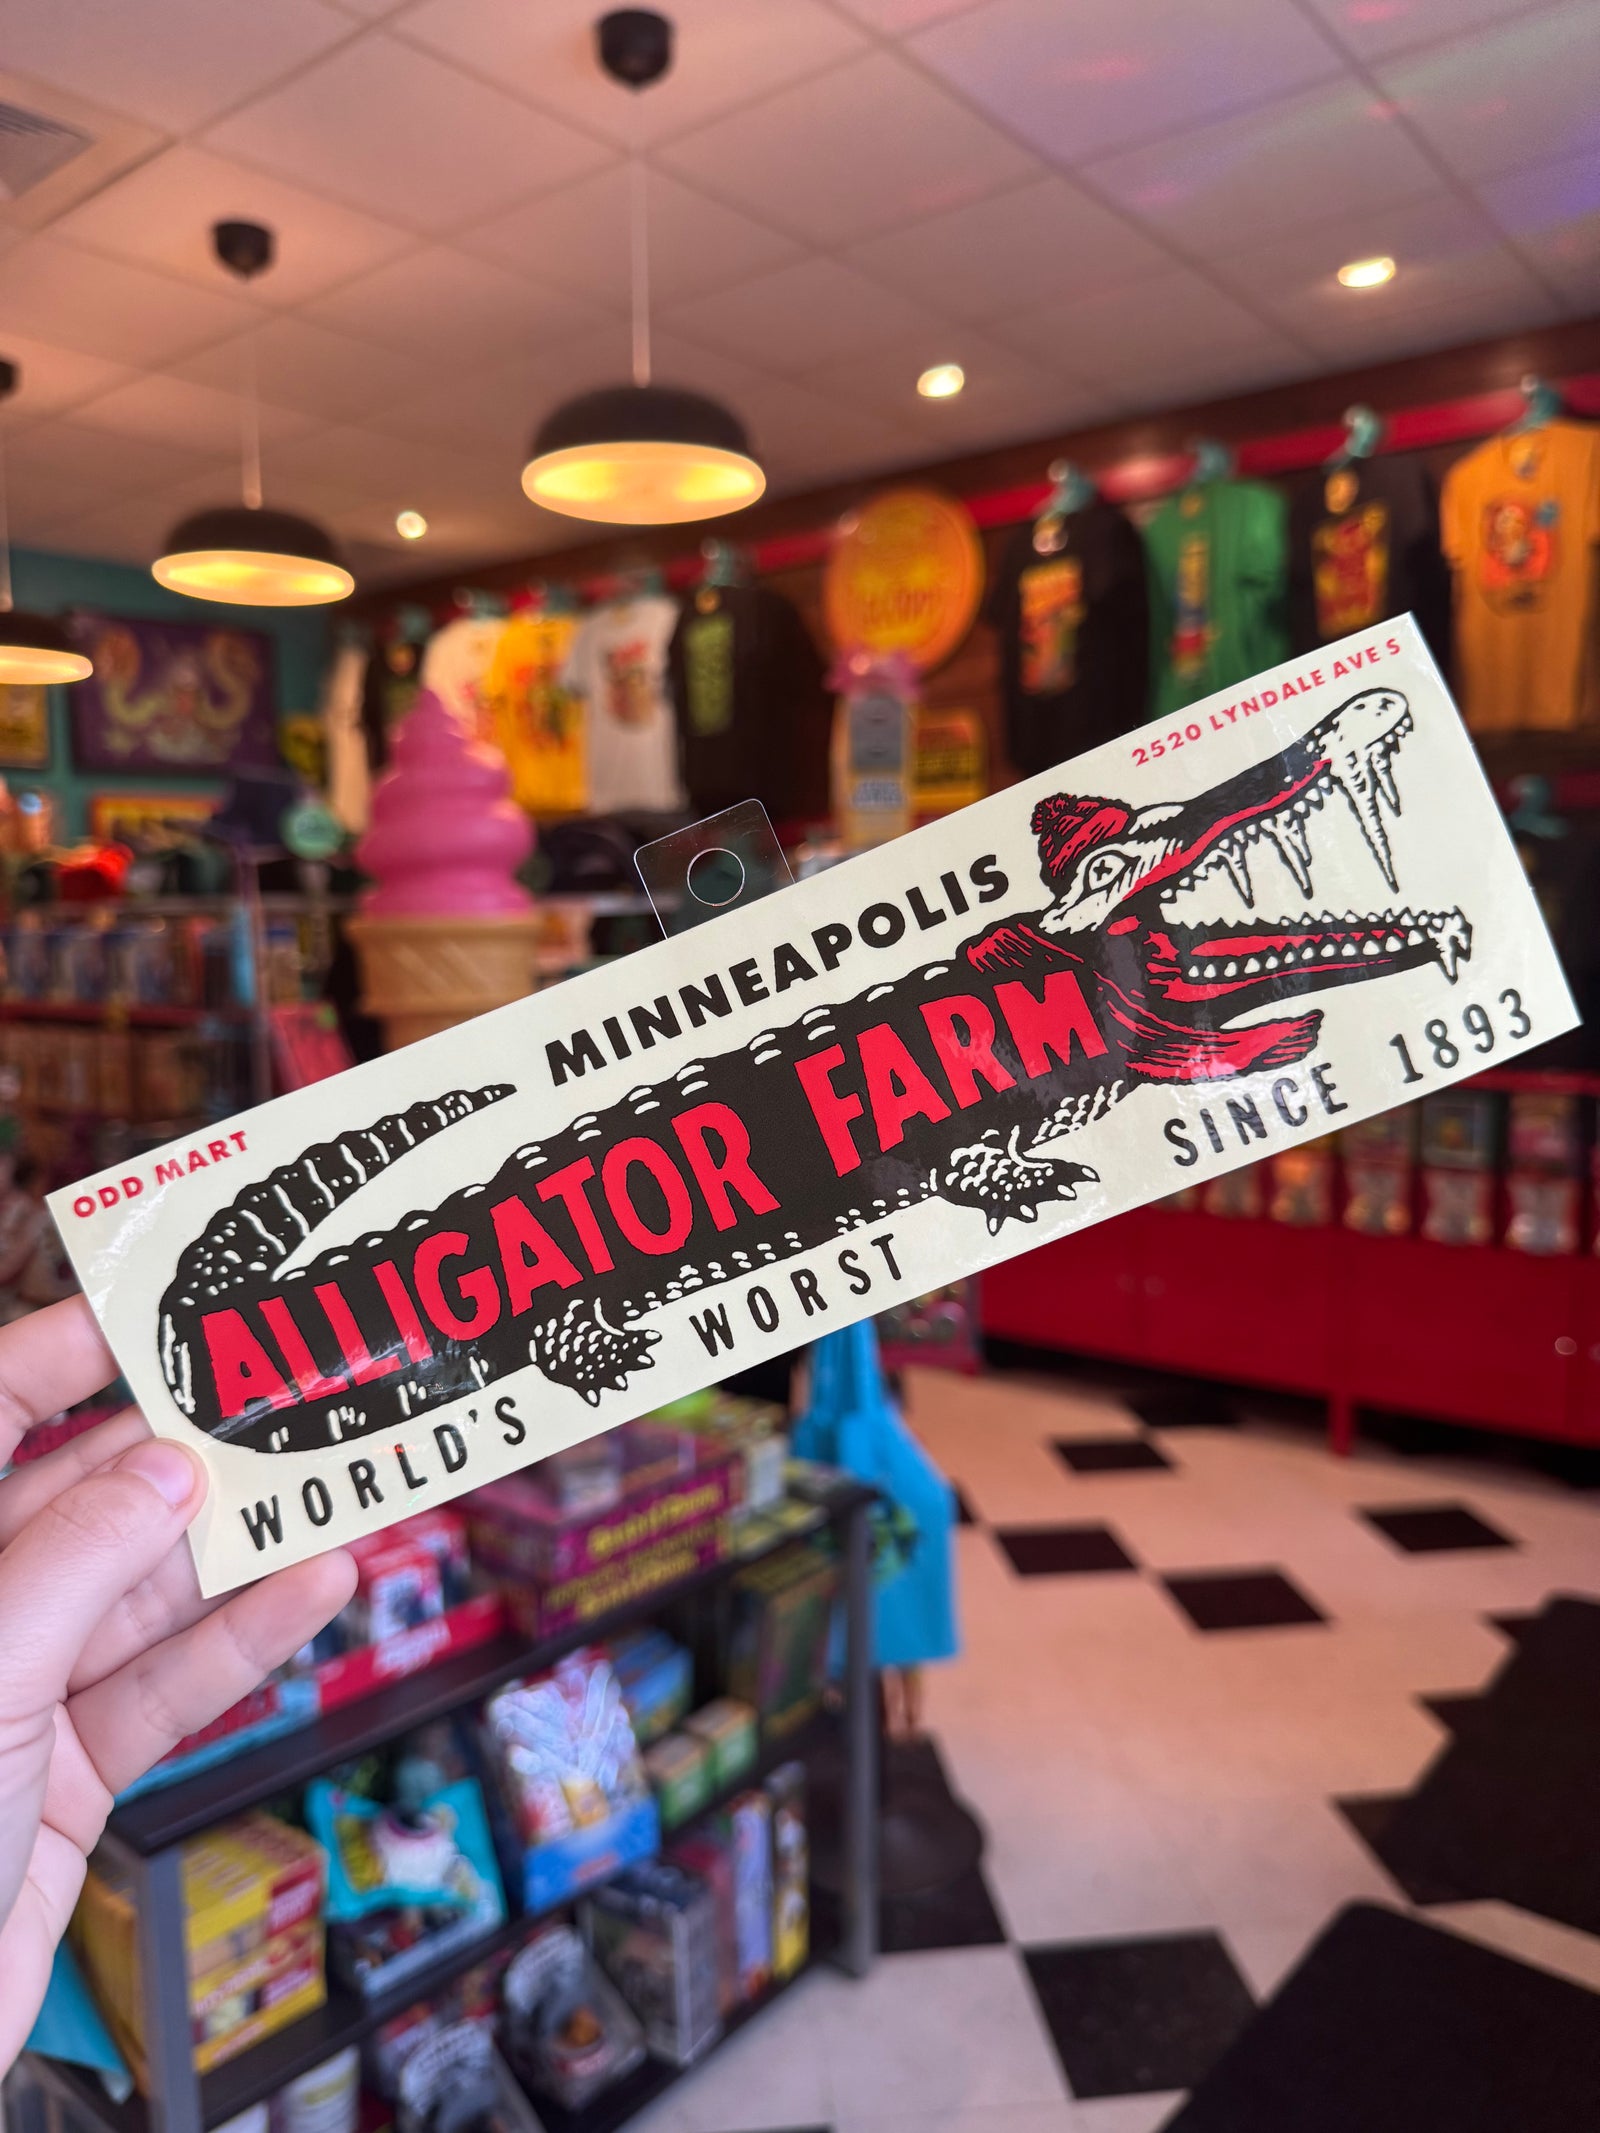 ODD MART
2520 LYNDALE AVE S
MINNEAPOLIS
ALLIGATOR FARM
WORLD'S WORST
SINCE 1893